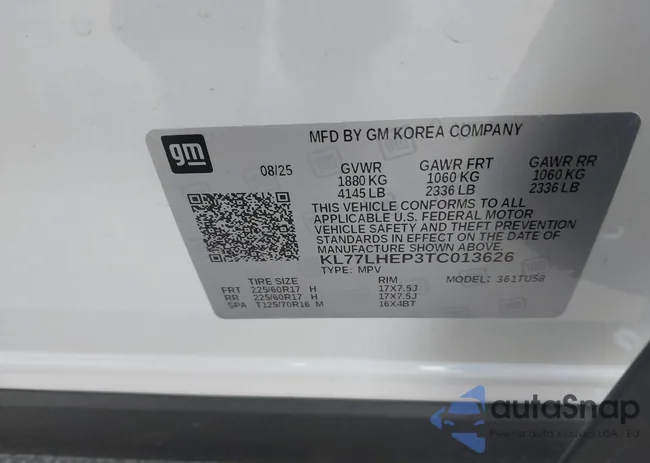 gm
MFD BY GM KOREA COMPANY
08/25 GVWR GAWR FRT GAWR RR
1880 KG 1060 KG 1060 KG
4145 LB 2336 LB 2336 LB
THIS VEHICLE CONFORMS TO ALL
APPLICABLE U.S. FEDERAL MOTOR
VEHICLE SAFETY AND THEFT PREVENTION
STANDARDS IN EFFECT ON THE DATE OF
MANUFACTURE SHOWN ABOVE.
KL77LHEP3TC013626
TYPE: MPV
TIRE SIZE RIM MODEL: 361TU58
FRT 225/60R17 H 17X7.5J
RR 225/60R17 H 17X7.5J
SPA T125/70R16 M 16X4BT
autaSnap